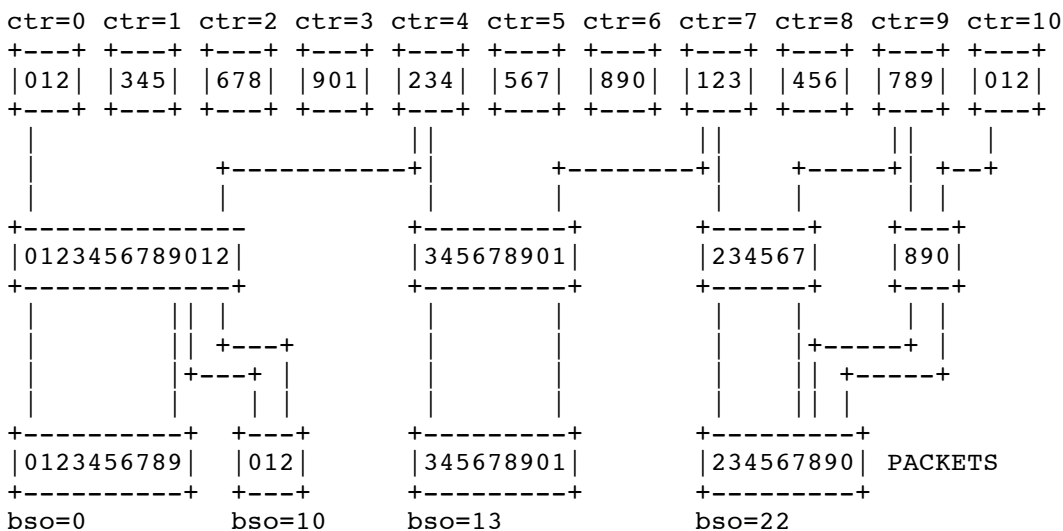 ctr=0 ctr=1 ctr=2 ctr=3 ctr=4 ctr=5 ctr=6 ctr=7 ctr=8 ctr=9 ctr=10
|012| |345| |678| |901| |234| |567| |890| |123| |456| |789| |012|
|0123456789012| |345678901| |234567| |890|
|0123456789| |012| |345678901| |234567890| PACKETS
bso=0 bso=10 bso=13 bso=22